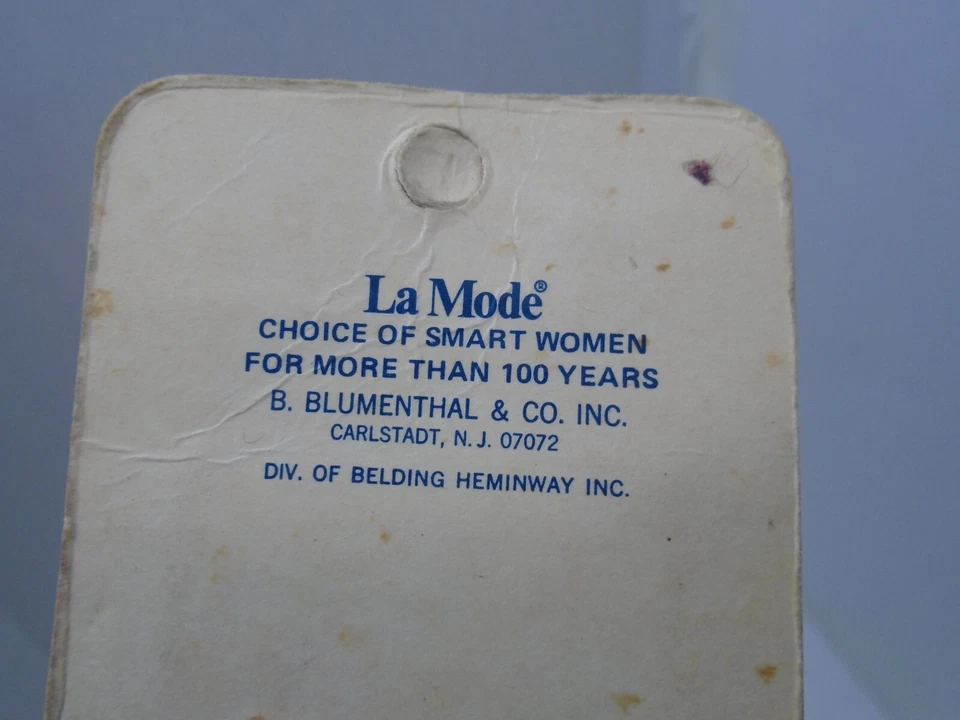 La Mode®
CHOICE OF SMART WOMEN
FOR MORE THAN 100 YEARS
B. BLUMENTHAL & CO. INC.
CARLSTADT, N. J. 07072
DIV. OF BELDING HEMINWAY INC.